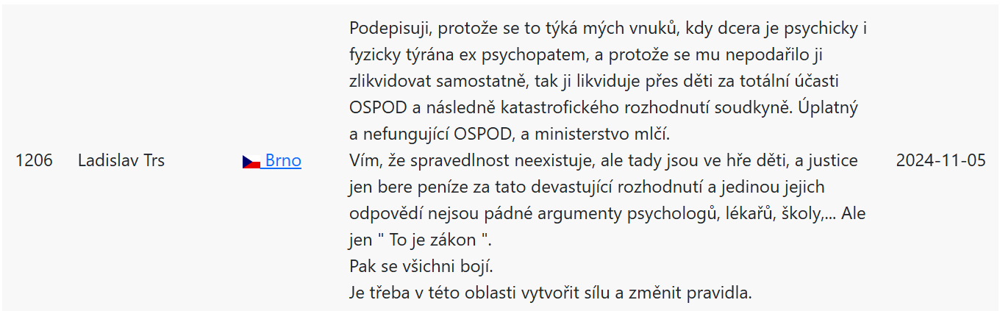 Podepisuji, protože se to týká mých vnuků, kdy dcera je psychicky i
fyzicky týrána ex psychopatem, a protože se mu nepodařilo ji
zlikvidovat samostatně, tak ji likviduje přes děti za totální účasti
OSPOD a následně katastrofického rozhodnutí soudkyně. Úplatný
a nefungující OSPOD, a ministerstvo mlčí.
1206 Ladislav Trs Brno Vím, že spravedlnost neexistuje, ale tady jsou ve hře děti, a justice 2024-11-05
jen bere peníze za tato devastující rozhodnutí a jedinou jejich
odpovědí nejsou pádné argumenty psychologů, lékařů, školy,... Ale
jen " To je zákon ".
Pak se všichni bojí.
Je třeba v této oblasti vytvořit sílu a změnit pravidla.